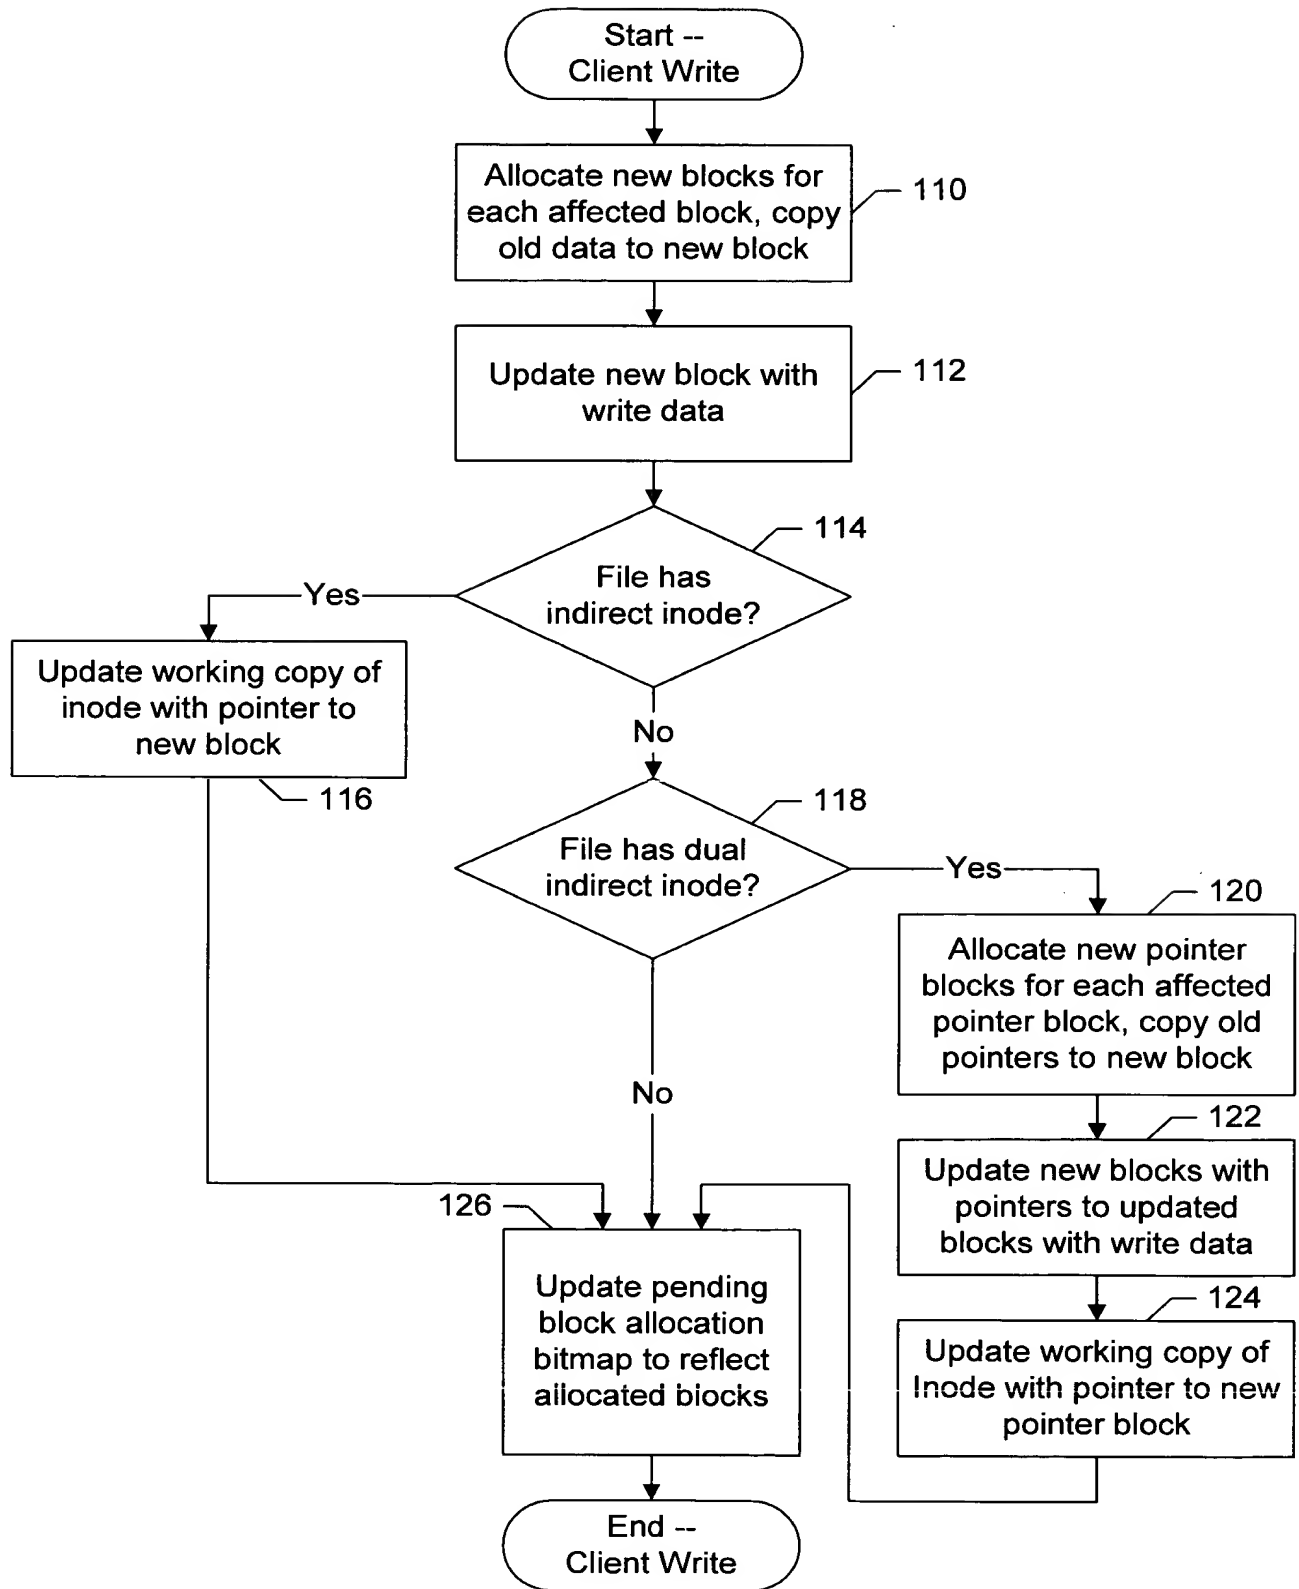 Start --
Client Write
Allocate new blocks for
each affected block, copy
old data to new block
110
Update new block with
write data
112
114
File has
indirect inode?
Yes
Update working copy of
inode with pointer to
new block
116
No
118
File has dual
indirect inode?
Yes
120
Allocate new pointer
blocks for each affected
pointer block, copy old
pointers to new block
No
122
Update new blocks with
pointers to updated
blocks with write data
126
Update pending
block allocation
bitmap to reflect
allocated blocks
124
Update working copy of
Inode with pointer to new
pointer block
End --
Client Write